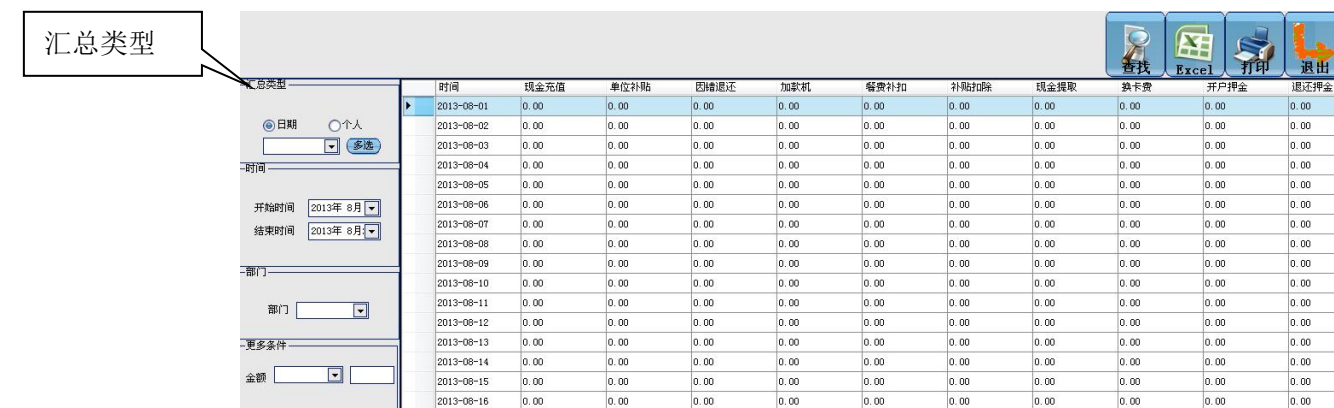 汇总类型
查找 Excel 打印 退出
汇总类型
日期 个人
多选
时间
开始时间 2013年 8月
结束时间 2013年 8月
部门
部门
更多条件
金额
时间 现金充值 单位补贴 因错退还 加款机 餐费补扣 补贴扣除 现金提取 换卡费 开户押金 退还押金
2013-08-01 0.00 0.00 0.00 0.00 0.00 0.00 0.00 0.00 0.00 0.00
2013-08-02 0.00 0.00 0.00 0.00 0.00 0.00 0.00 0.00 0.00 0.00
2013-08-03 0.00 0.00 0.00 0.00 0.00 0.00 0.00 0.00 0.00 0.00
2013-08-04 0.00 0.00 0.00 0.00 0.00 0.00 0.00 0.00 0.00 0.00
2013-08-05 0.00 0.00 0.00 0.00 0.00 0.00 0.00 0.00 0.00 0.00
2013-08-06 0.00 0.00 0.00 0.00 0.00 0.00 0.00 0.00 0.00 0.00
2013-08-07 0.00 0.00 0.00 0.00 0.00 0.00 0.00 0.00 0.00 0.00
2013-08-08 0.00 0.00 0.00 0.00 0.00 0.00 0.00 0.00 0.00 0.00
2013-08-09 0.00 0.00 0.00 0.00 0.00 0.00 0.00 0.00 0.00 0.00
2013-08-10 0.00 0.00 0.00 0.00 0.00 0.00 0.00 0.00 0.00 0.00
2013-08-11 0.00 0.00 0.00 0.00 0.00 0.00 0.00 0.00 0.00 0.00
2013-08-12 0.00 0.00 0.00 0.00 0.00 0.00 0.00 0.00 0.00 0.00
2013-08-13 0.00 0.00 0.00 0.00 0.00 0.00 0.00 0.00 0.00 0.00
2013-08-14 0.00 0.00 0.00 0.00 0.00 0.00 0.00 0.00 0.00 0.00
2013-08-15 0.00 0.00 0.00 0.00 0.00 0.00 0.00 0.00 0.00 0.00
2013-08-16 0.00 0.00 0.00 0.00 0.00 0.00 0.00 0.00 0.00 0.00